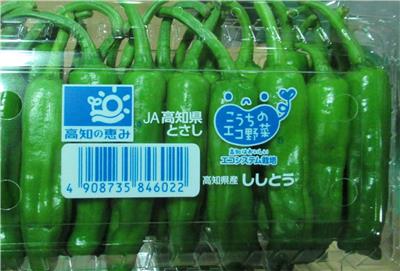 高知の恵み
JA高知県
とさし
こうちの
エコ野菜
エコシステム栽培
高知県産 ししとう
4 908735 846022